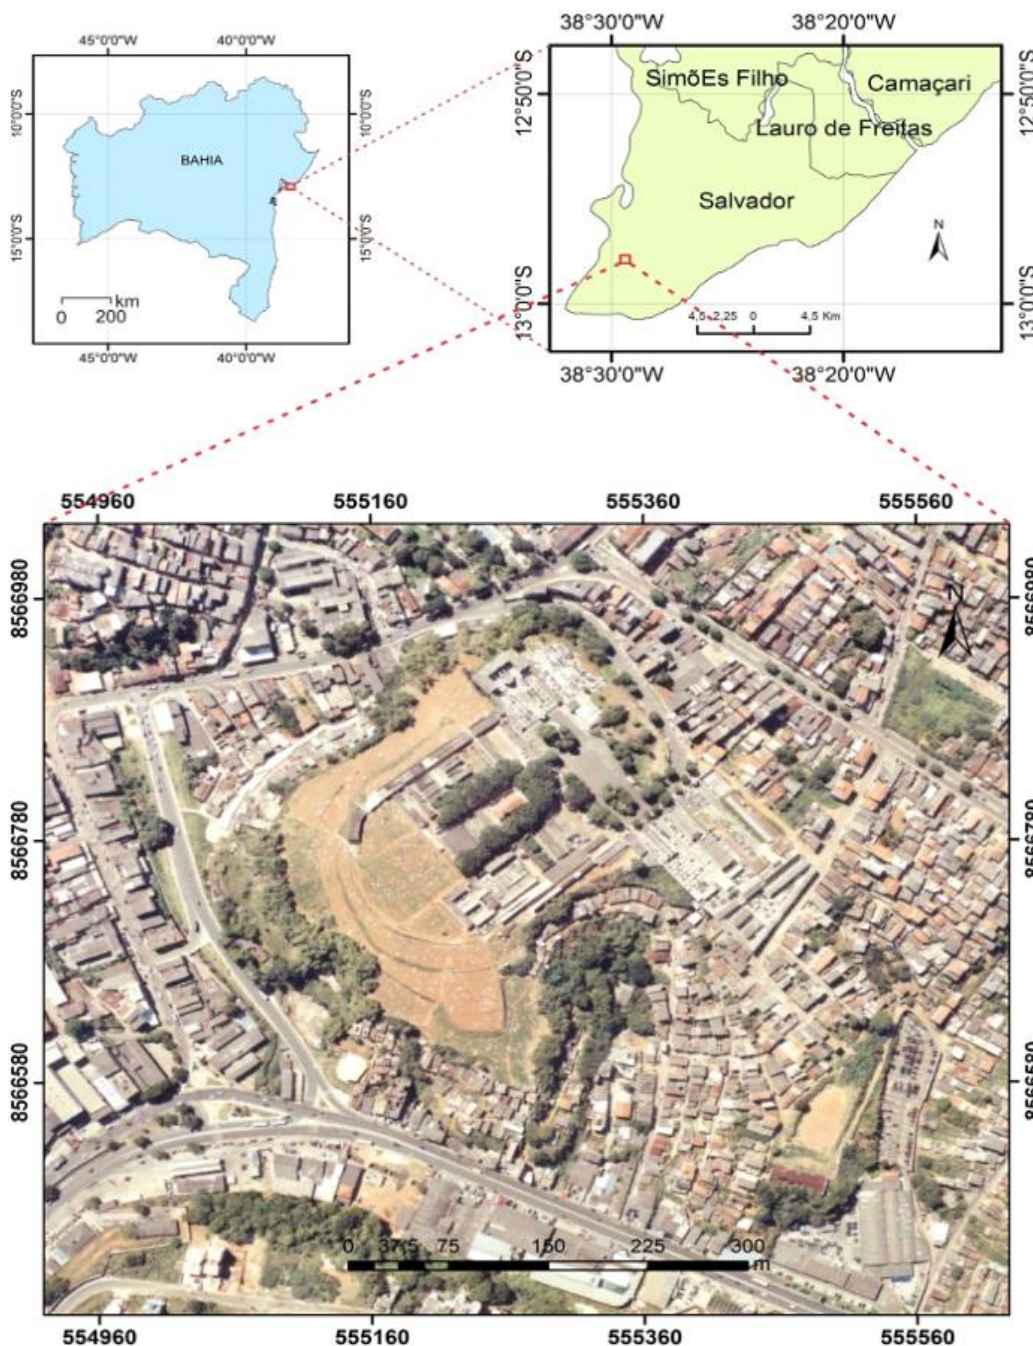 45°0'0"W 40°0'0"W
10°0'0"S 10°0'0"S
BAHIA
15°0'0"S 15°0'0"S
km
0 200
45°0'0"W 40°0'0"W
38°30'0"W 38°20'0"W
12°50'0"S 12°50'0"S
SimõEs Filho
Camaçari
Lauro de Freitas
Salvador
N
13°0'0"S 13°0'0"S
4,5 2,25 0 4,5 Km
38°30'0"W 38°20'0"W
554960 555160 555360 555560
8566980 8566980
N
8566780 8566780
8566580 8566580
0 37,5 75 150 225 300
m
554960 555160 555360 555560